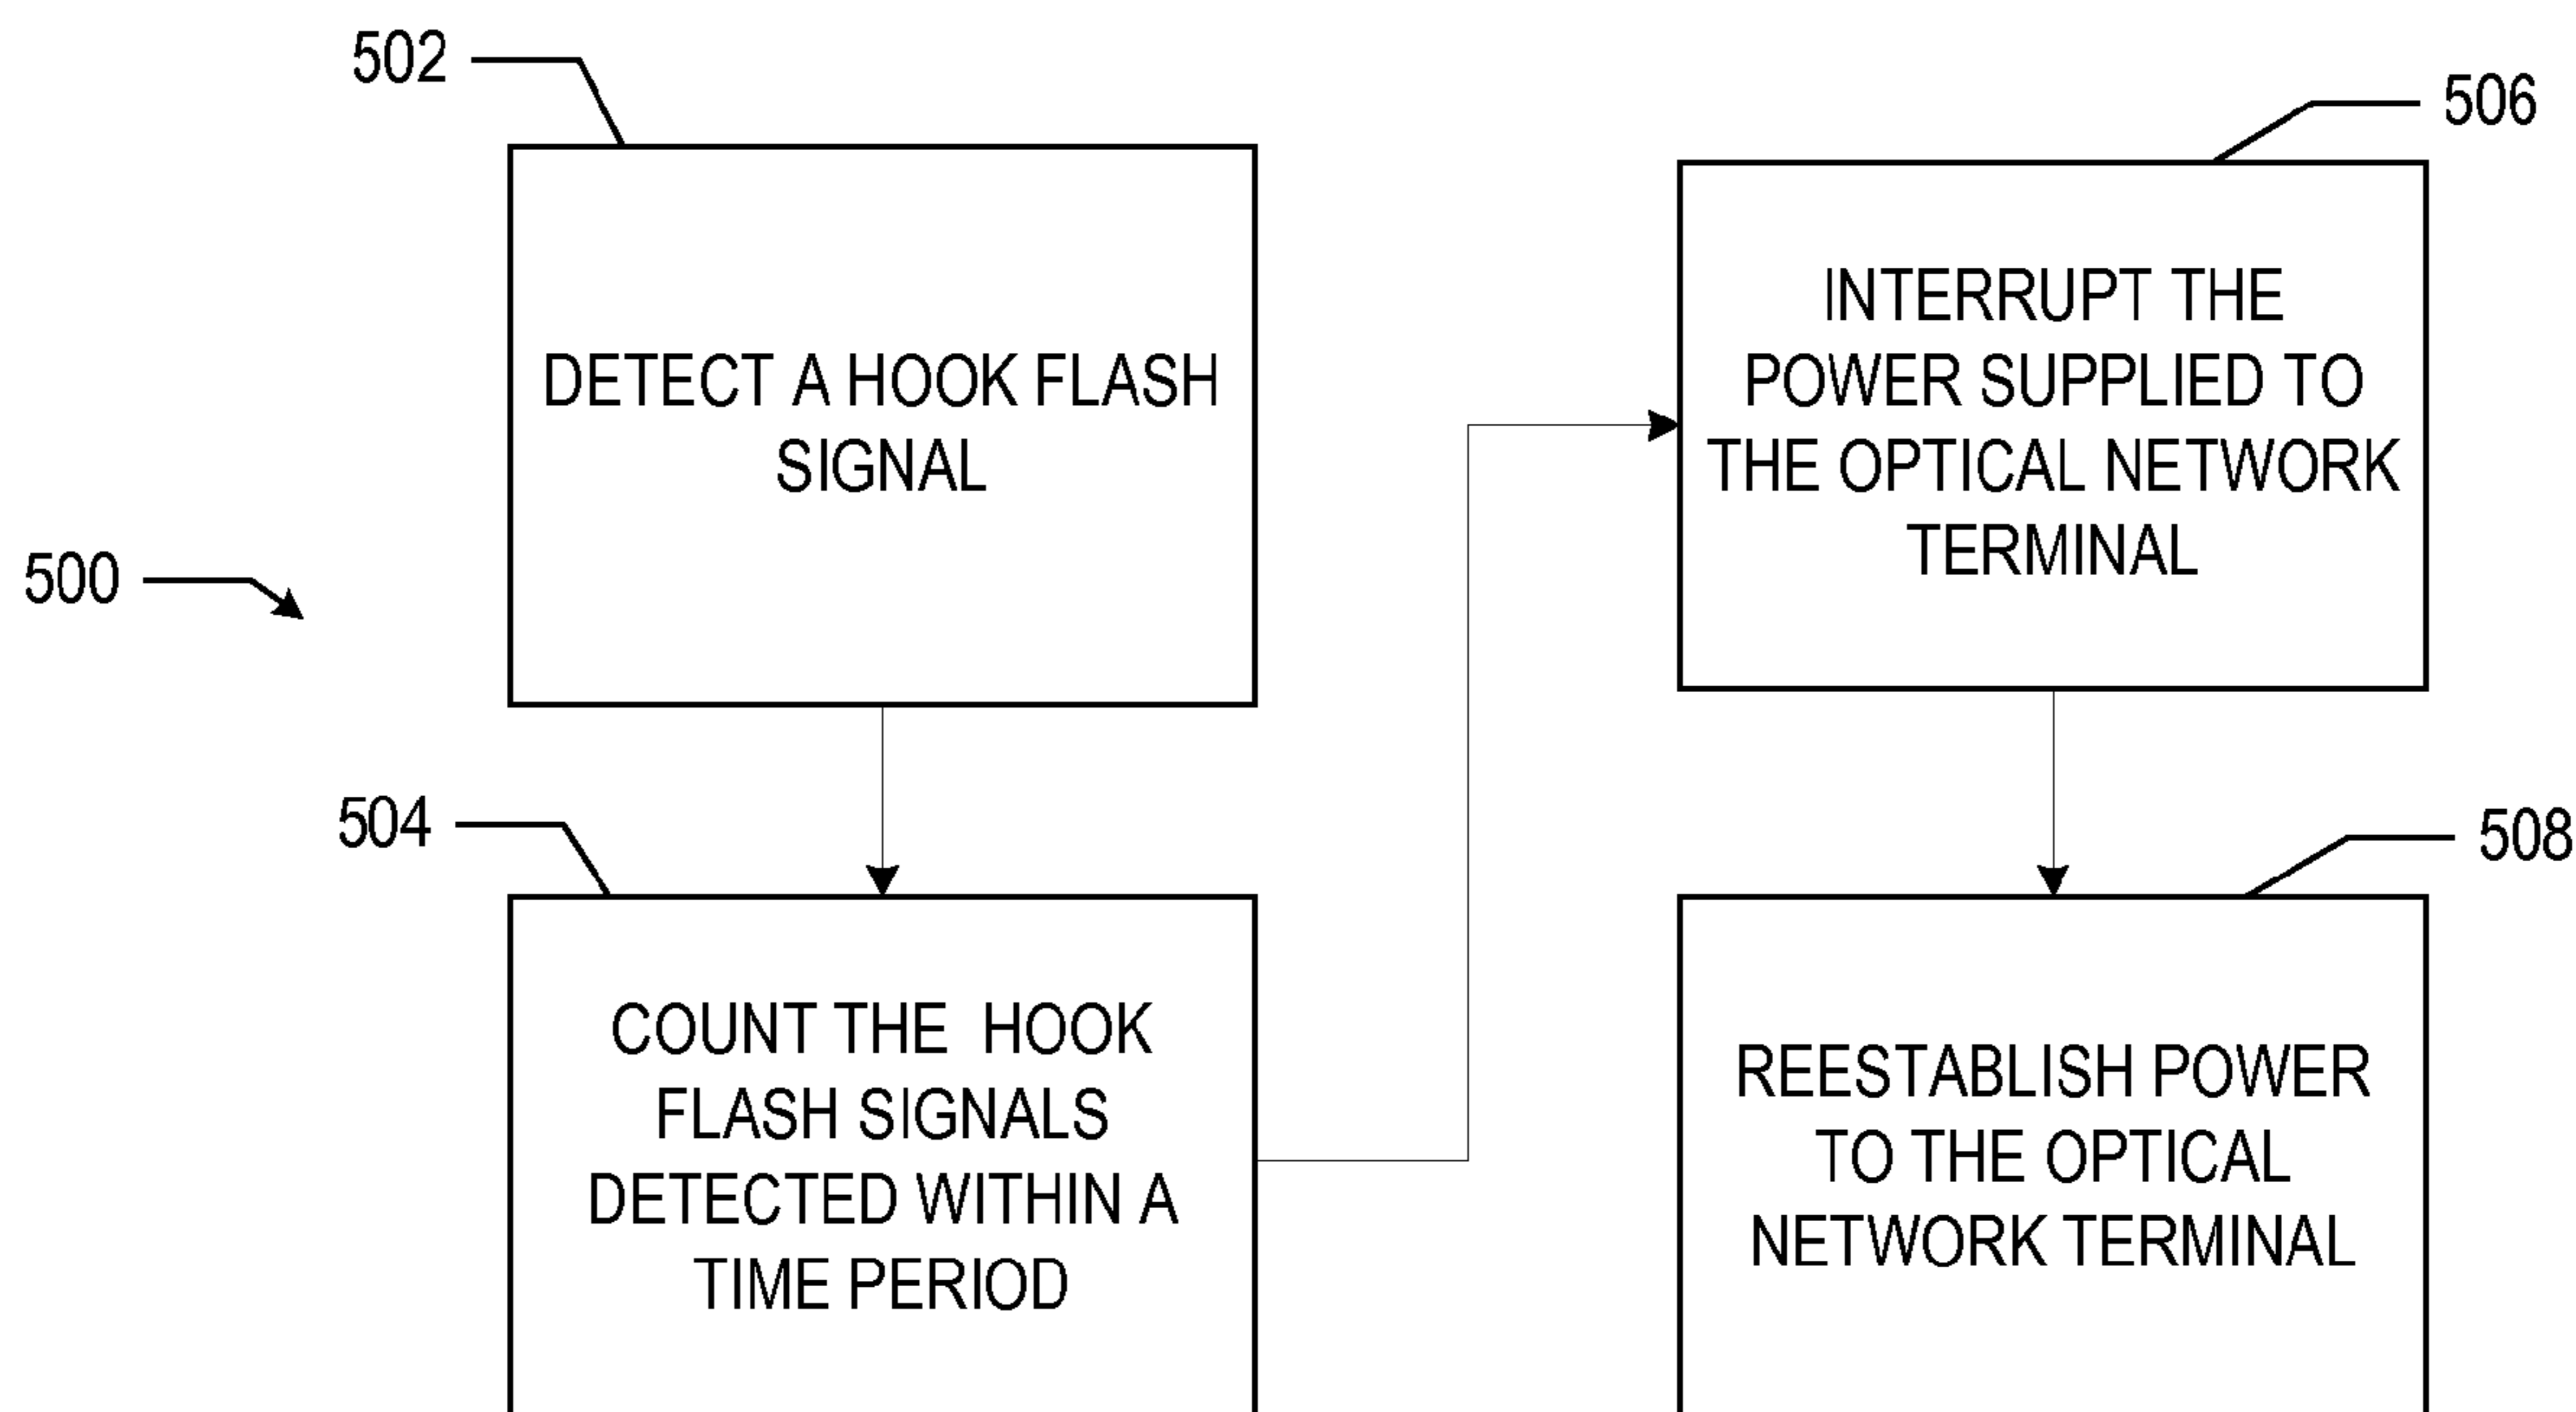 502
DETECT A HOOK FLASH
SIGNAL
500
504
COUNT THE HOOK
FLASH SIGNALS
DETECTED WITHIN A
TIME PERIOD
506
INTERRUPT THE
POWER SUPPLIED TO
THE OPTICAL NETWORK
TERMINAL
508
REESTABLISH POWER
TO THE OPTICAL
NETWORK TERMINAL